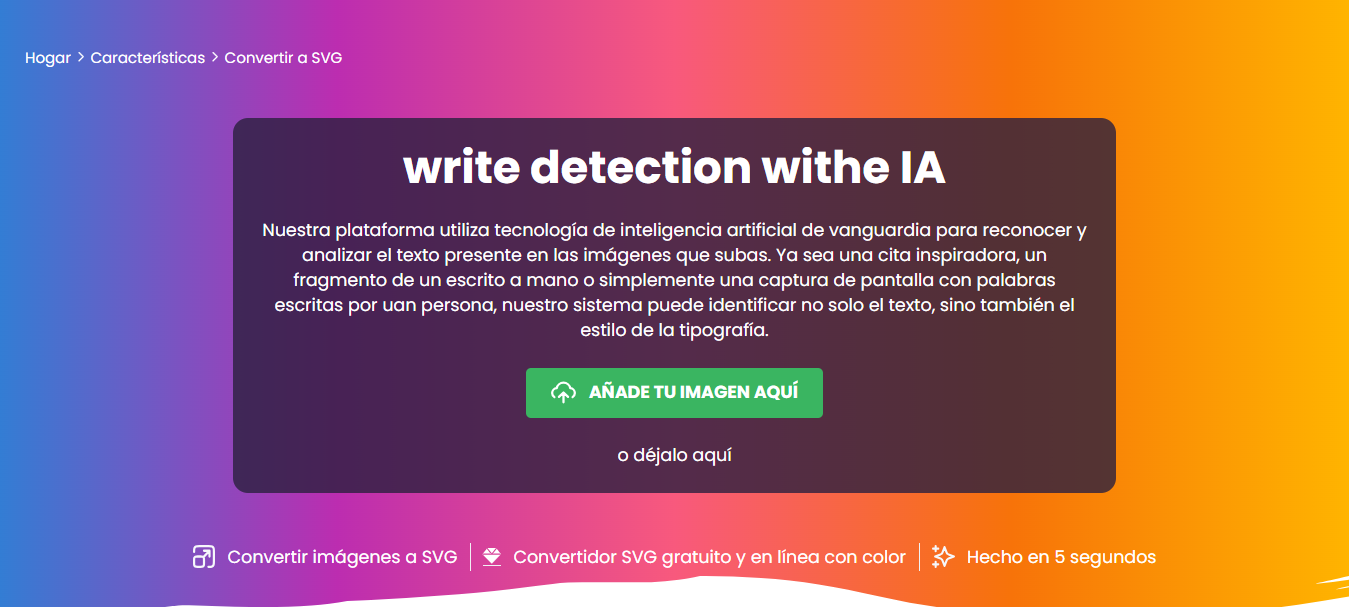 Hogar > Características > Convertir a SVG
write detection withe IA
Nuestra plataforma utiliza tecnología de inteligencia artificial de vanguardia para reconocer y
analizar el texto presente en las imágenes que subas. Ya sea una cita inspiradora, un
fragmento de un escrito a mano o simplemente una captura de pantalla con palabras
escritas por uan persona, nuestro sistema puede identificar no solo el texto, sino también el
estilo de la tipografía.
AÑADE TU IMAGEN AQUÍ
o déjalo aquí
Convertir imágenes a SVG | Convertidor SVG gratuito y en línea con color | Hecho en 5 segundos